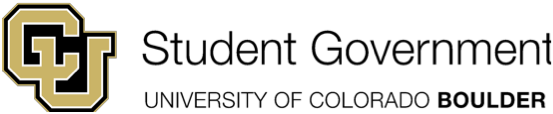 CU
Student Government
UNIVERSITY OF COLORADO BOULDER